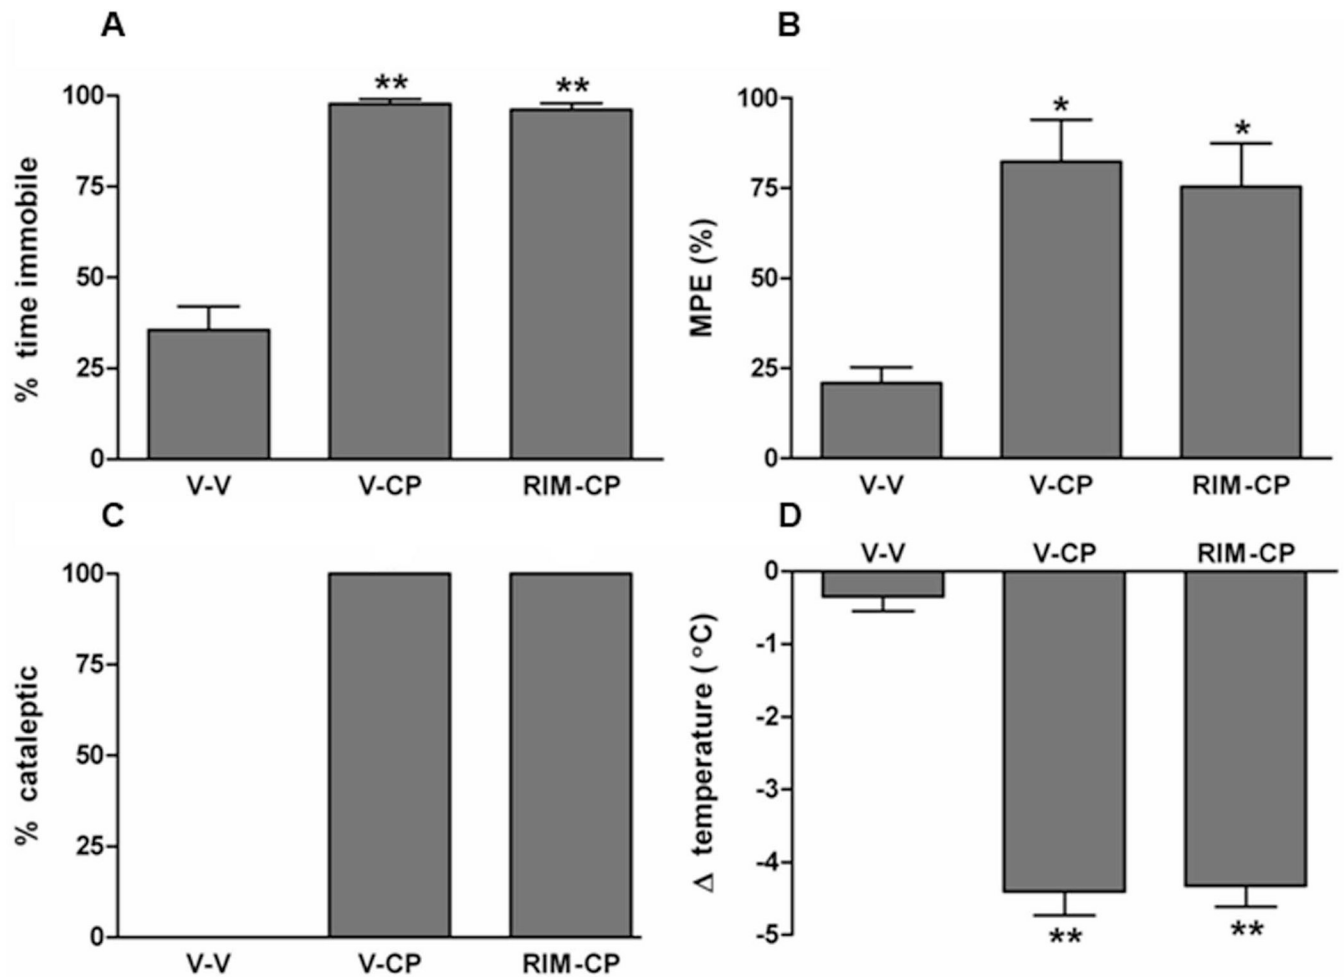 A
% time immobile
100
75
50
25
0
**
**
V-V
V-CP
RIM-CP
B
MPE (%)
100
75
50
25
0
*
*
V-V
V-CP
RIM-CP
C
% cataleptic
100
75
50
25
0
V-V
V-CP
RIM-CP
D
Δ temperature (°C)
V-V
V-CP
RIM-CP
0
-1
-2
-3
-4
-5
**
**